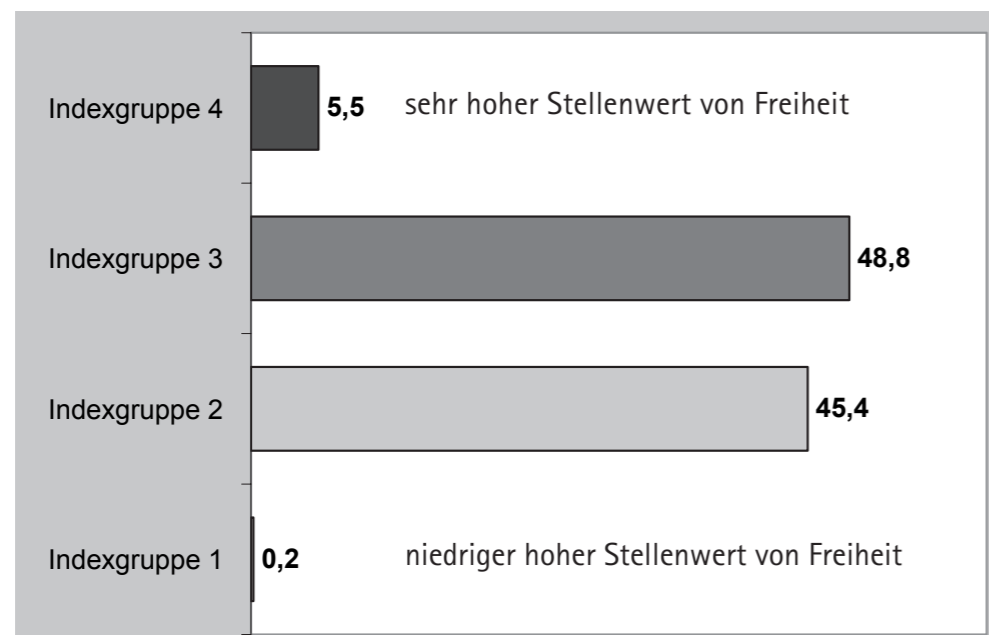 Indexgruppe 4 5,5 sehr hoher Stellenwert von Freiheit
Indexgruppe 3 48,8
Indexgruppe 2 45,4
Indexgruppe 1 0,2 niedriger hoher Stellenwert von Freiheit